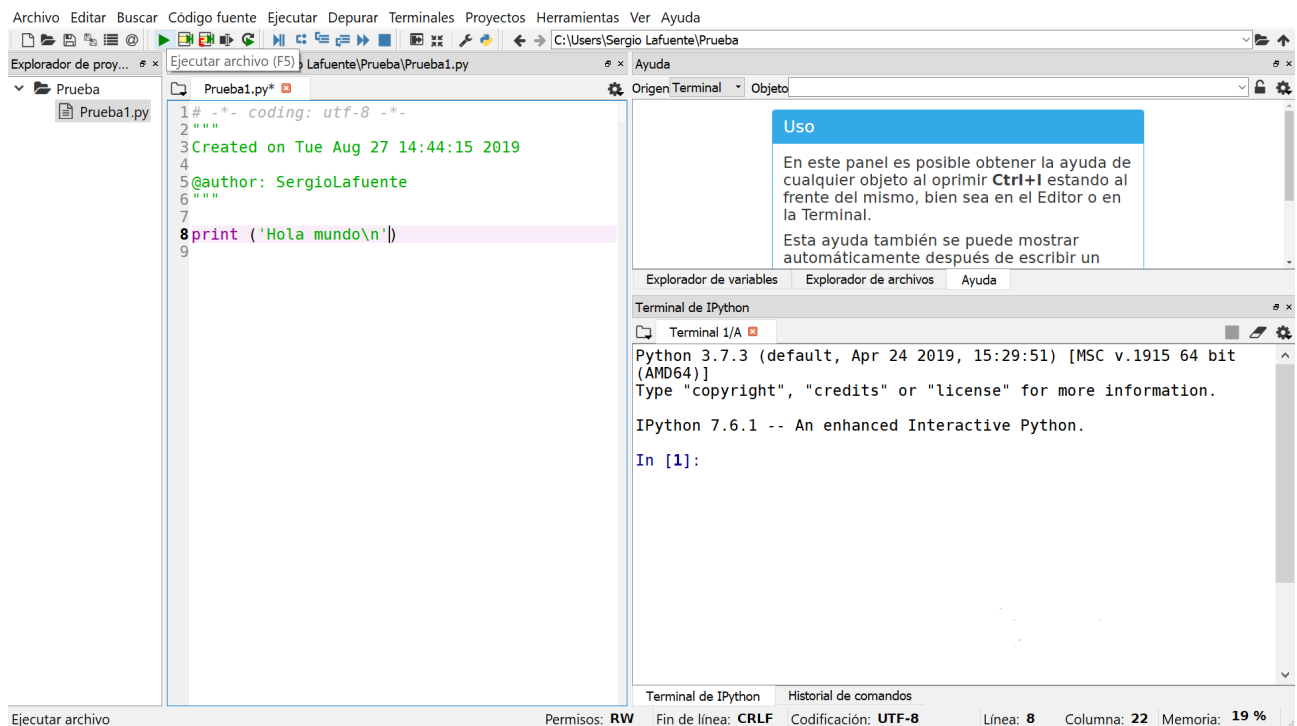 Archivo Editar Buscar Código fuente Ejecutar Depurar Terminales Proyectos Herramientas Ver Ayuda
C:\Users\Sergio Lafuente\Prueba
Explorador de proy...
Ejecutar archivo (F5)
Lafuente\Prueba\Prueba1.py
Ayuda
Prueba
Prueba1.py
Prueba1.py*
Origen Terminal Objeto
1 # -*- coding: utf-8 -*-
2 """
3 Created on Tue Aug 27 14:44:15 2019
4
5 @author: SergioLafuente
6 """
7
8 print ('Hola mundo\n')
9
Uso
En este panel es posible obtener la ayuda de
cualquier objeto al oprimir Ctrl+I estando al
frente del mismo, bien sea en el Editor o en
la Terminal.
Esta ayuda también se puede mostrar
automáticamente después de escribir un
Explorador de variables Explorador de archivos Ayuda
Terminal de IPython
Terminal 1/A
Python 3.7.3 (default, Apr 24 2019, 15:29:51) [MSC v.1915 64 bit
(AMD64)]
Type "copyright", "credits" or "license" for more information.
IPython 7.6.1 -- An enhanced Interactive Python.
In [1]:
Terminal de IPython Historial de comandos
Ejecutar archivo Permisos: RW Fin de línea: CRLF Codificación: UTF-8 Línea: 8 Columna: 22 Memoria: 19 %